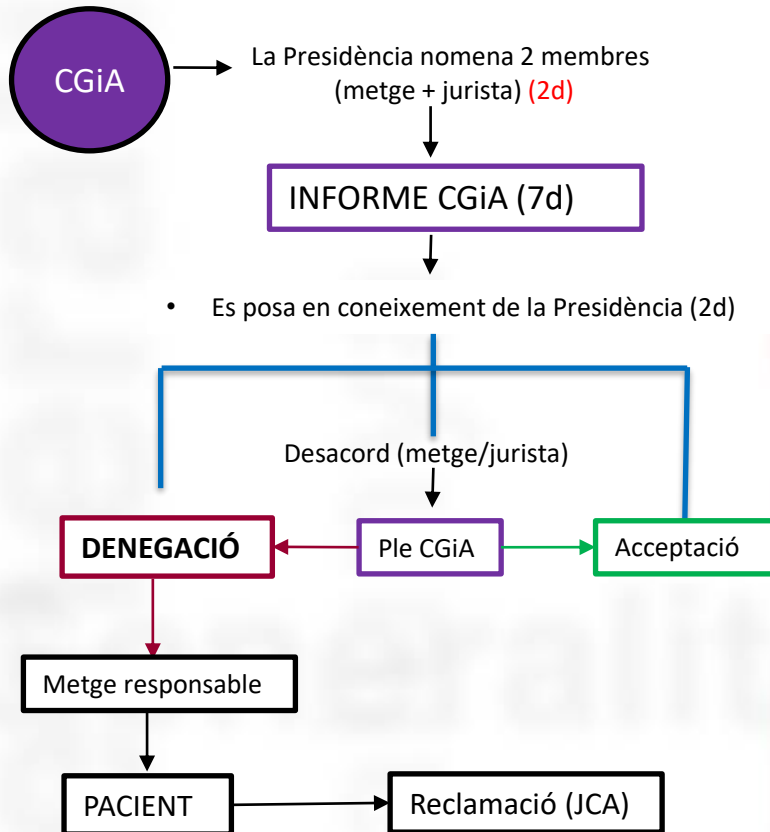 CGiA
La Presidència nomena 2 membres
(metge + jurista) (2d)
INFORME CGiA (7d)
• Es posa en coneixement de la Presidència (2d)
Desacord (metge/jurista)
DENEGACIÓ
Ple CGiA
Acceptació
Metge responsable
PACIENT
Reclamació (JCA)